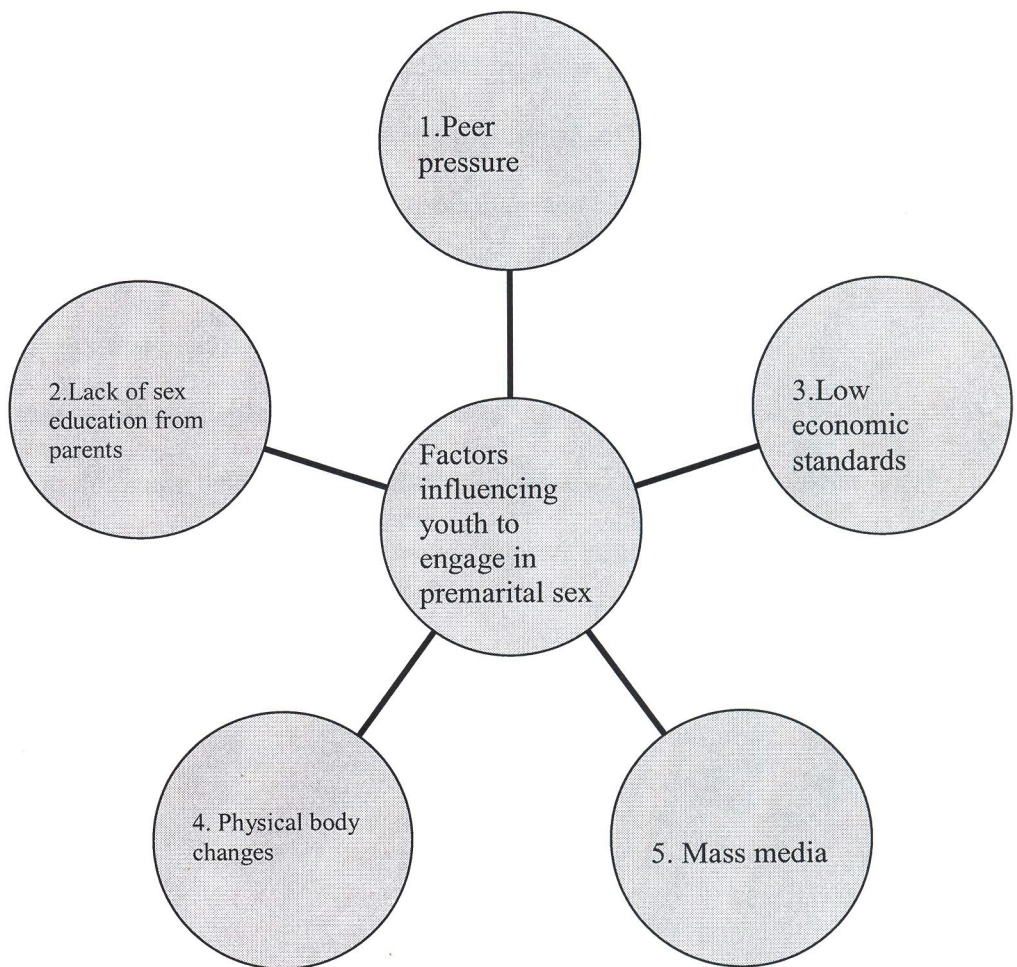 1.Peer
pressure
2.Lack of sex
education from
parents
3.Low
economic
standards
Factors
influencing
youth to
engage in
premarital sex
4. Physical body
changes
5. Mass media